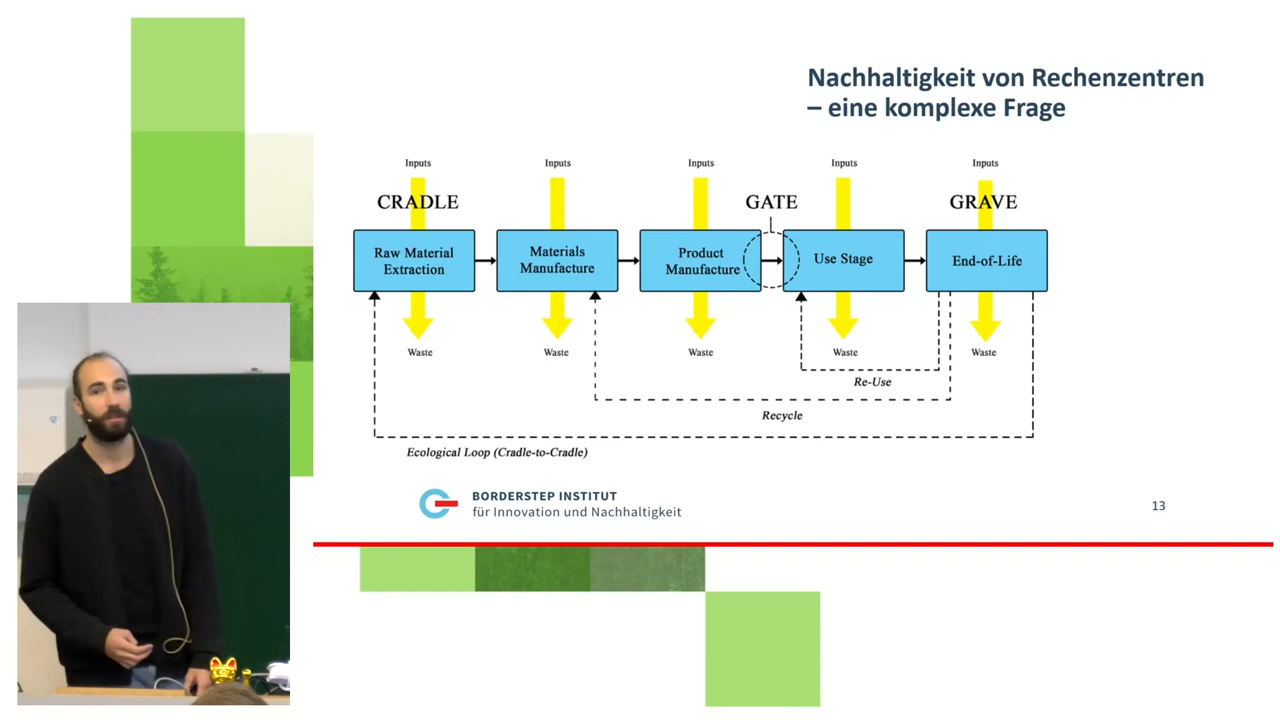 Nachhaltigkeit von Rechenzentren
– eine komplexe Frage
Inputs
Inputs
Inputs
Inputs
Inputs
CRADLE
GATE
GRAVE
Raw Material
Extraction
Materials
Manufacture
Product
Manufacture
Use Stage
End-of-Life
Waste
Waste
Waste
Waste
Waste
Re-Use
Recycle
Ecological Loop (Cradle-to-Cradle)
BORDERSTEP INSTITUT
für Innovation und Nachhaltigkeit
13